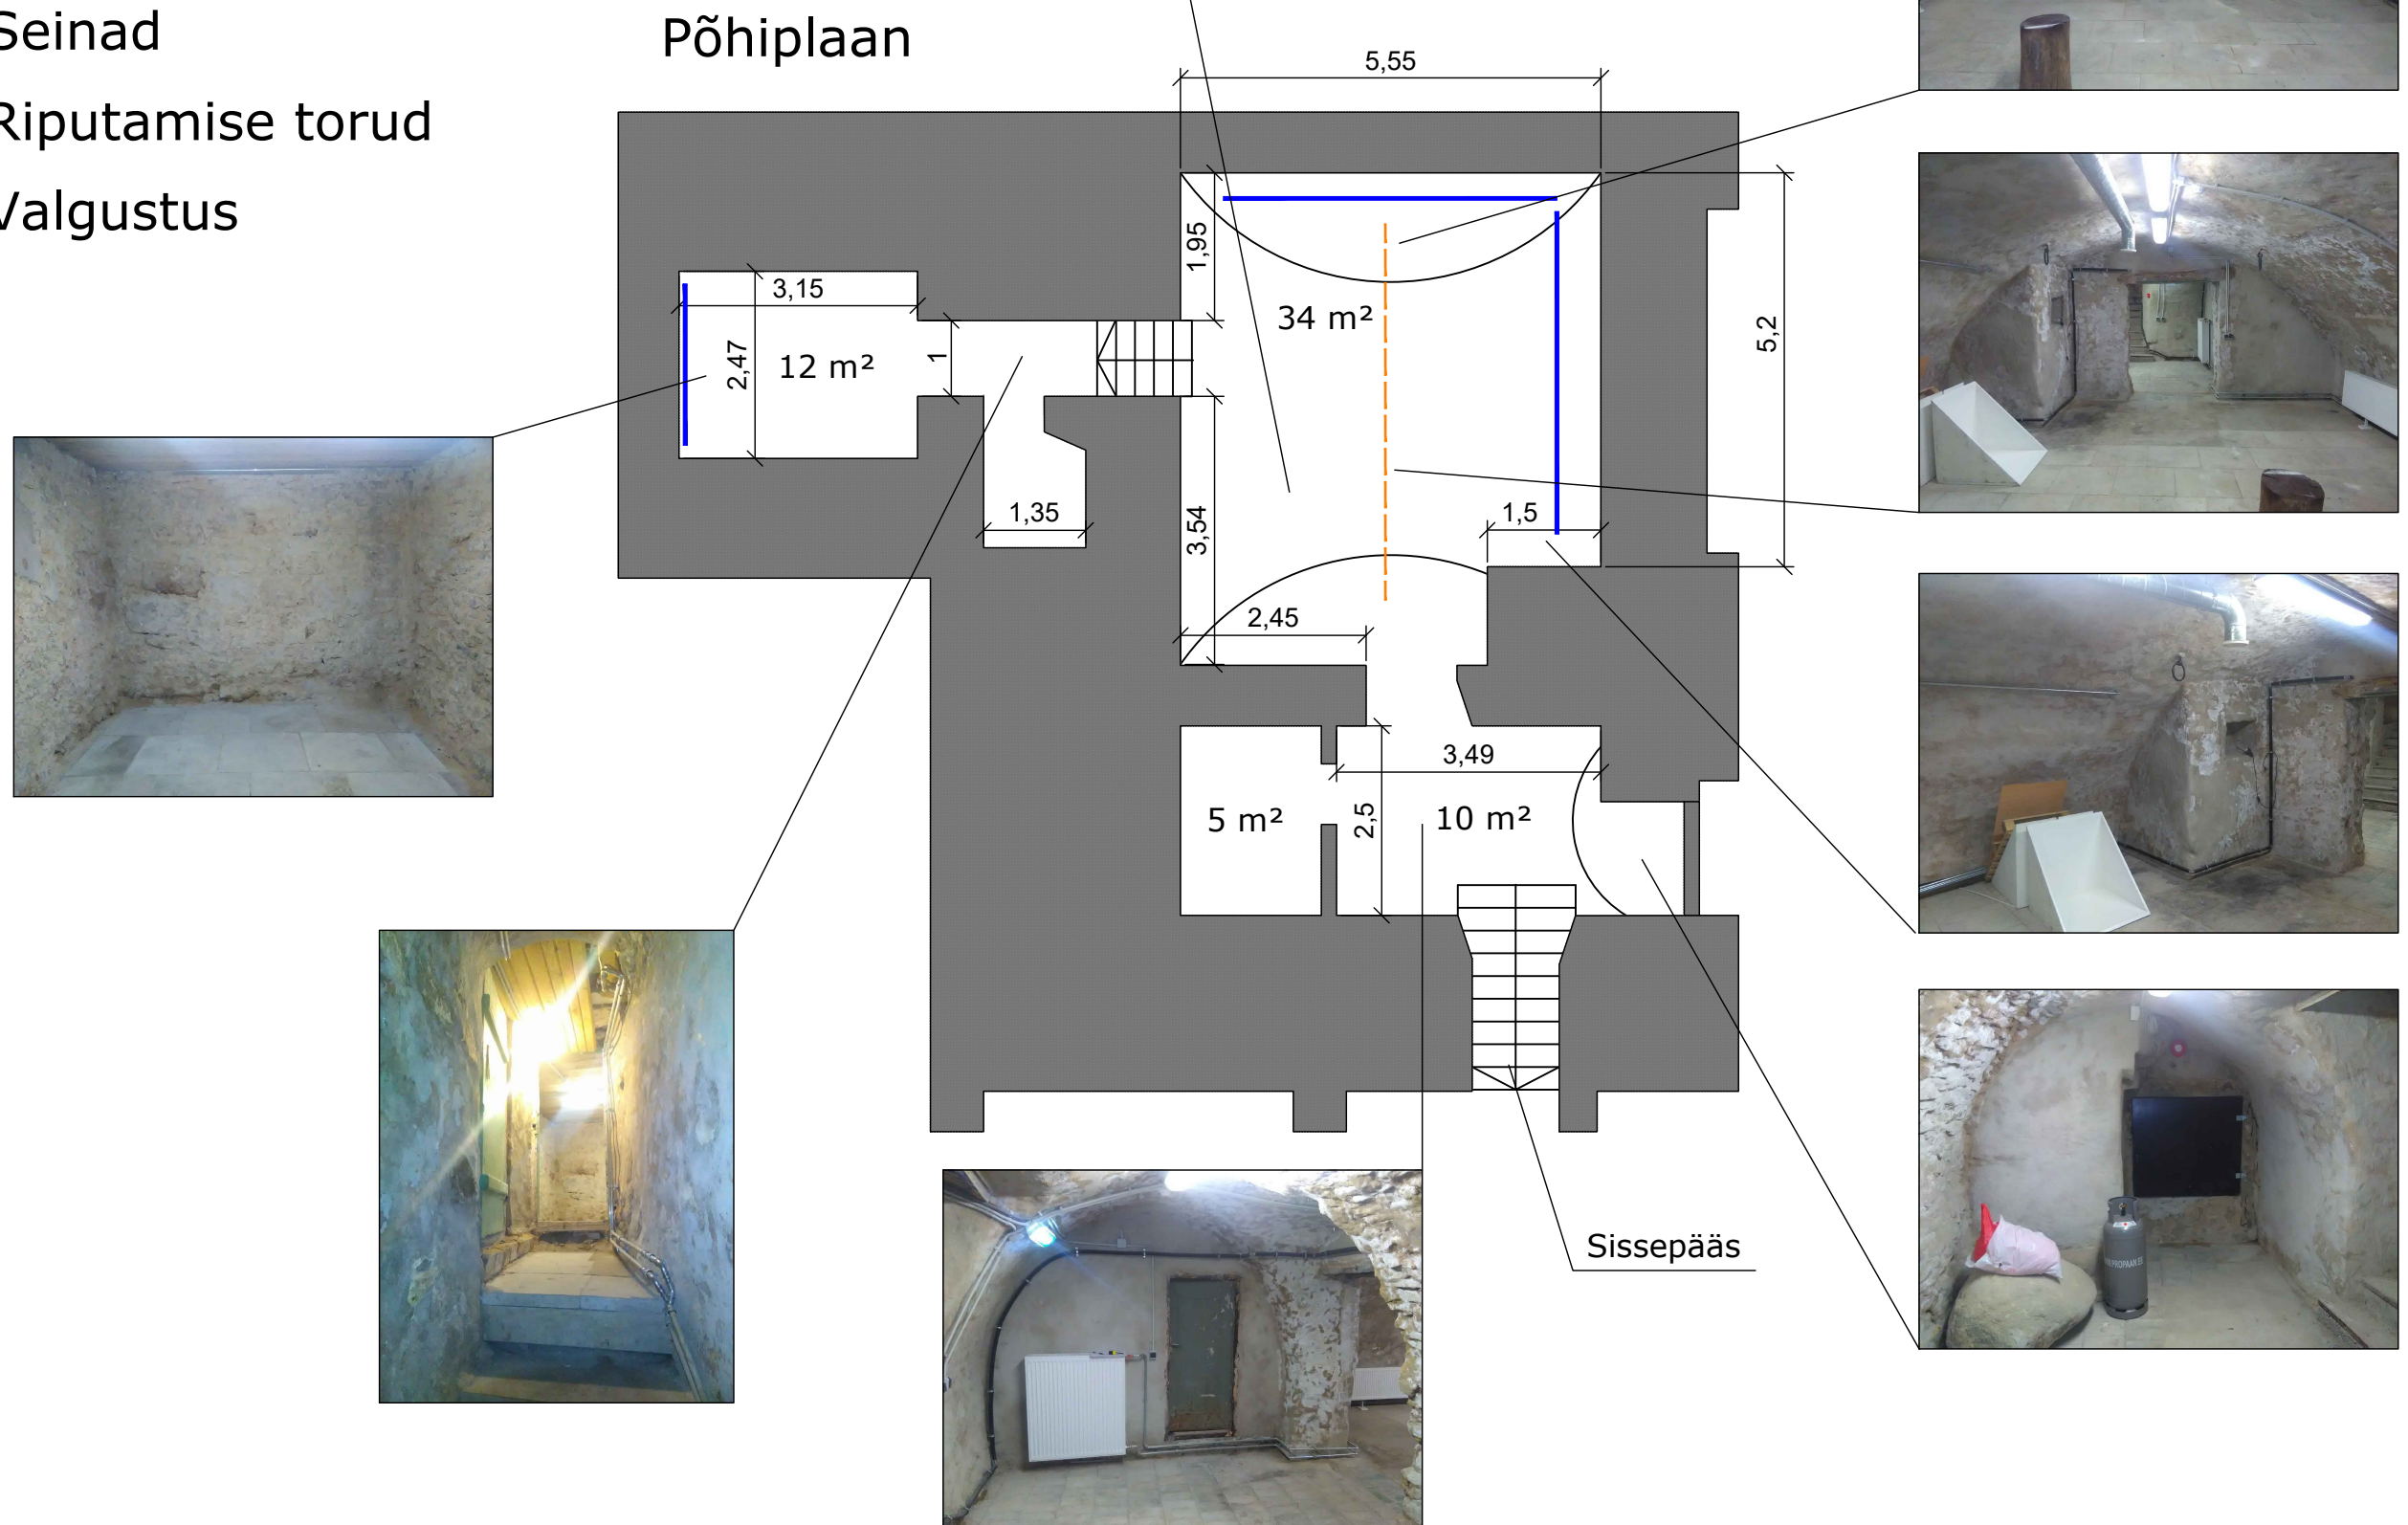 Seinad
Põhiplaan
Riputamise torud
Valgustus
5,55
1,95
3,15
34 m²
5,2
2,47
12 m²
1
1,35
3,54
1,5
2,45
3,49
5 m²
2,5
10 m²
Sissepääs
PROPAAN